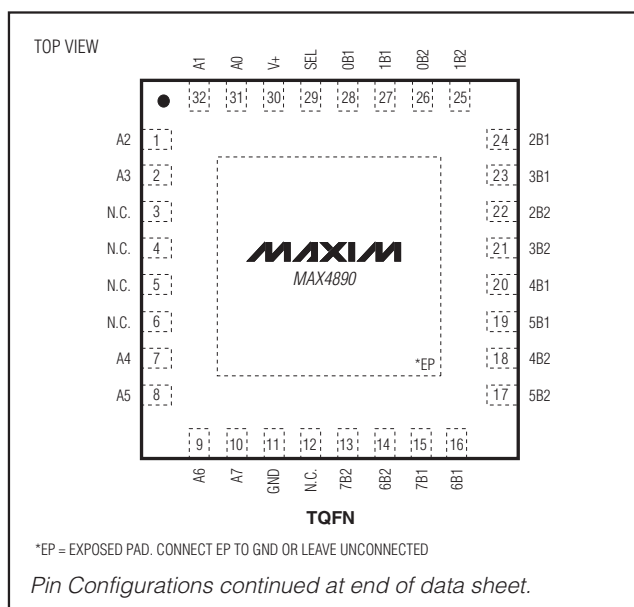 TOP VIEW
A1 A0 V+ SEL 0B1 1B1 0B2 1B2
32 31 30 29 28 27 26 25
A2 1 24 2B1
A3 2 23 3B1
N.C. 3 22 2B2
N.C. 4 21 3B2
N.C. 5 20 4B1
N.C. 6 19 5B1
A4 7 18 4B2
A5 8 17 5B2
MAXIM
MAX4890
*EP
9 10 11 12 13 14 15 16
A6 A7 GND N.C. 7B2 6B2 7B1 6B1
TQFN
*EP = EXPOSED PAD. CONNECT EP TO GND OR LEAVE UNCONNECTED
Pin Configurations continued at end of data sheet.